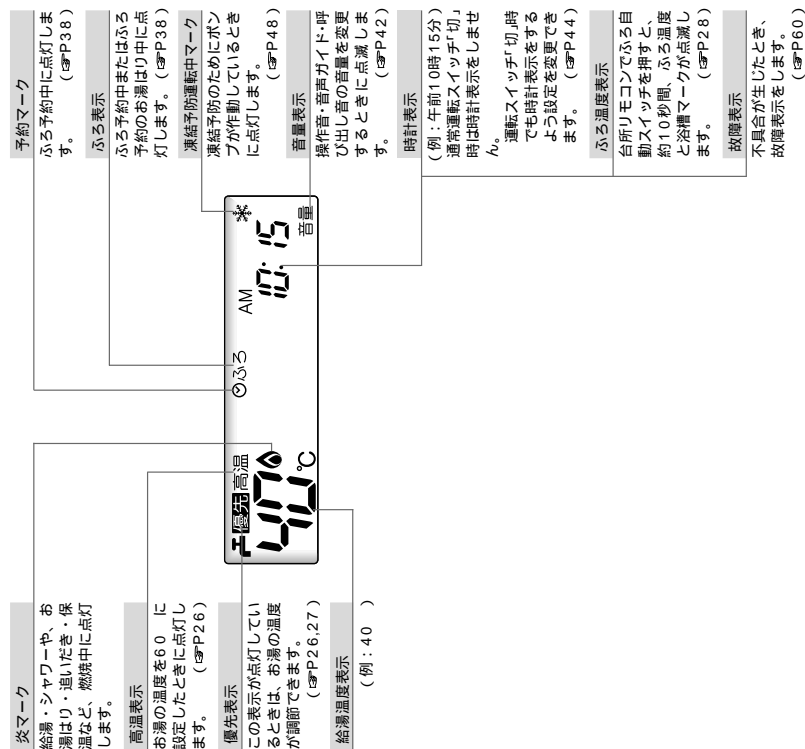 炎マーク
給湯・シャワーや、お
湯はり・追いだき・保
温など、燃焼中に点灯
します。
高温表示
お湯の温度を60　に
設定したときに点灯し
ます。 (☞P26)
優先表示
この表示が点灯してい
るときは、お湯の温度
が調節できます。
(☞P26,27)
給湯温度表示
(例:40　)
優先 高温
40℃
ふろ
AM
10:15
音量
予約マーク
ふろ予約中に点灯しま
す。 (☞P38)
ふろ表示
ふろ予約中またはふろ
予約のお湯はり中に点
灯します。 (☞P38)
凍結予防運転中マーク
凍結予防のためにポン
プが作動しているとき
に点灯します。
(☞P48)
音量表示
操作音・音声ガイド・呼
び出し音の音量を変更
するときに点滅しま
す。 (☞P42)
時計表示
(例:午前10時15分)
通常運転スイッチ「切」
時は時計表示をしませ
ん。
運転スイッチ「切」時
でも時計表示をする
よう設定を変更でき
ます。 (☞P44)
ふろ温度表示
台所リモコンでふろ自
動スイッチを押すと、
約10秒間、ふろ温度
と浴槽マークが点滅し
ます。 (☞P28)
故障表示
不具合が生じたとき、
故障表示をします。
(☞P60)